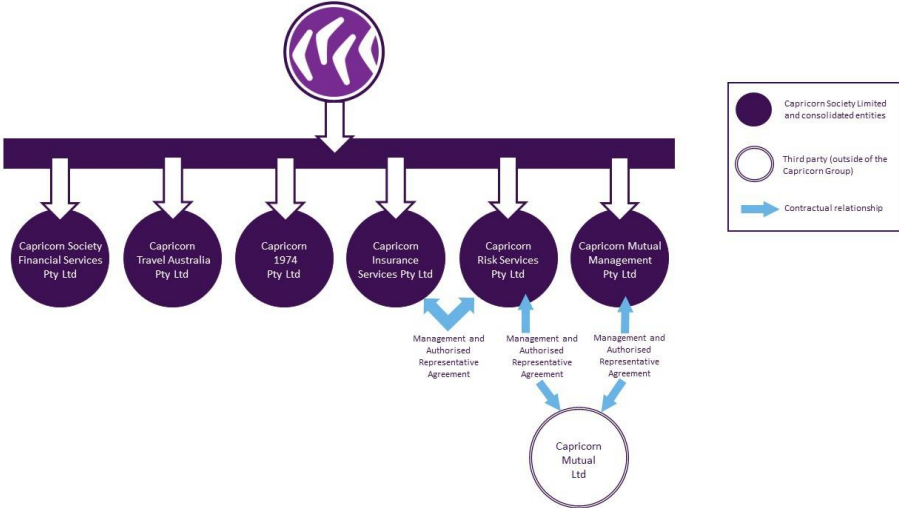 Capricorn Society Limited
and consolidated entities
Third party (outside of the
Capricorn Group)
Contractual relationship
Capricorn Society
Financial Services
Pty Ltd
Capricorn
Travel Australia
Pty Ltd
Capricorn
1974
Pty Ltd
Capricorn
Insurance
Services Pty Ltd
Capricorn
Risk Services
Pty Ltd
Capricorn Mutual
Management
Pty Ltd
Management and
Authorised
Representative
Agreement
Management and
Authorised
Representative
Agreement
Management and
Authorised
Representative
Agreement
Capricorn
Mutual
Ltd